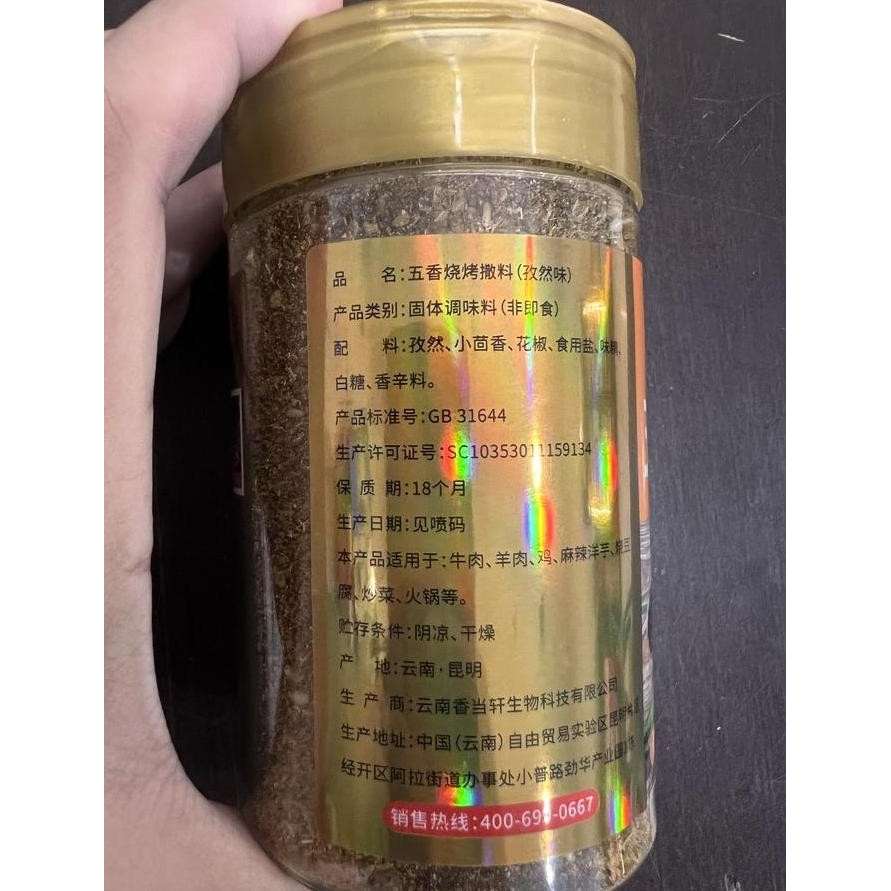 品 名：五香烧烤撒料（孜然味）
产品类别：固体调味料（非即食）
配 料：孜然、小茴香、花椒、食用盐、味精、
白糖、香辛料。
产品标准号：GB 31644
生产许可证号：SC10353011159134
保 质 期：18个月
生产日期：见喷码
本产品适用于：牛肉、羊肉、鸡、麻辣洋芋、豆
腐、炒菜、火锅等。
贮存条件：阴凉、干燥
产 地：云南·昆明
生 产 商：云南香当轩生物科技有限公司
生产地址：中国（云南）自由贸易实验区昆明片区
经开区阿拉街道办事处小普路劲华产业园
销售热线：400-699-0667